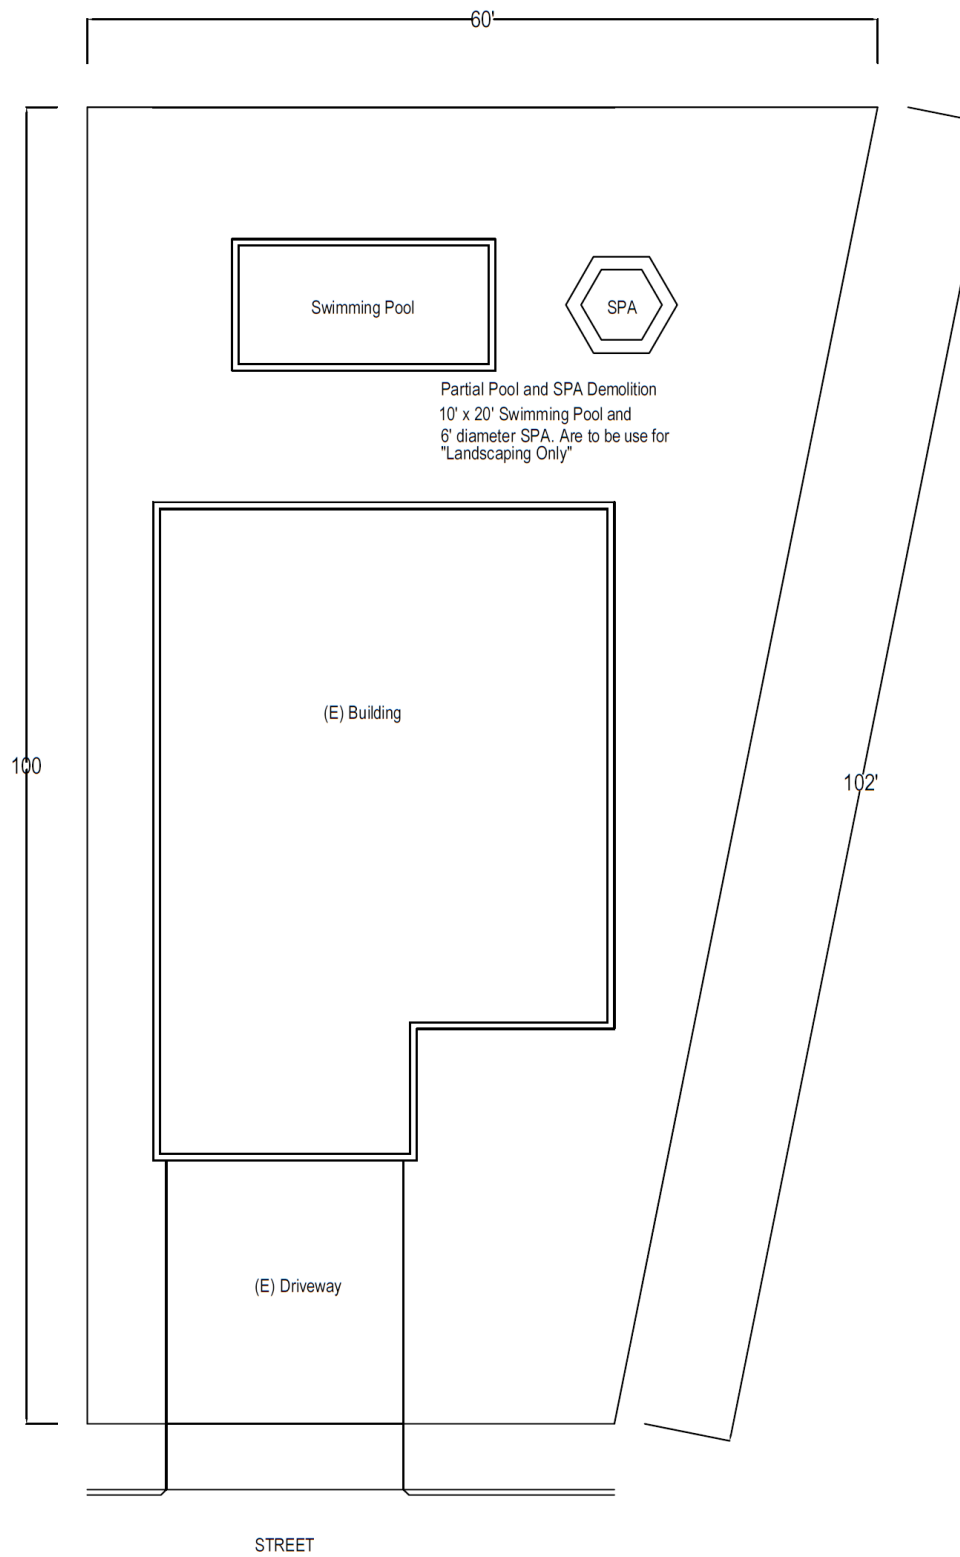 60'
Swimming Pool
SPA
Partial Pool and SPA Demolition
10' x 20' Swimming Pool and
6' diameter SPA. Are to be use for
"Landscaping Only"
(E) Building
100
102'
(E) Driveway
STREET